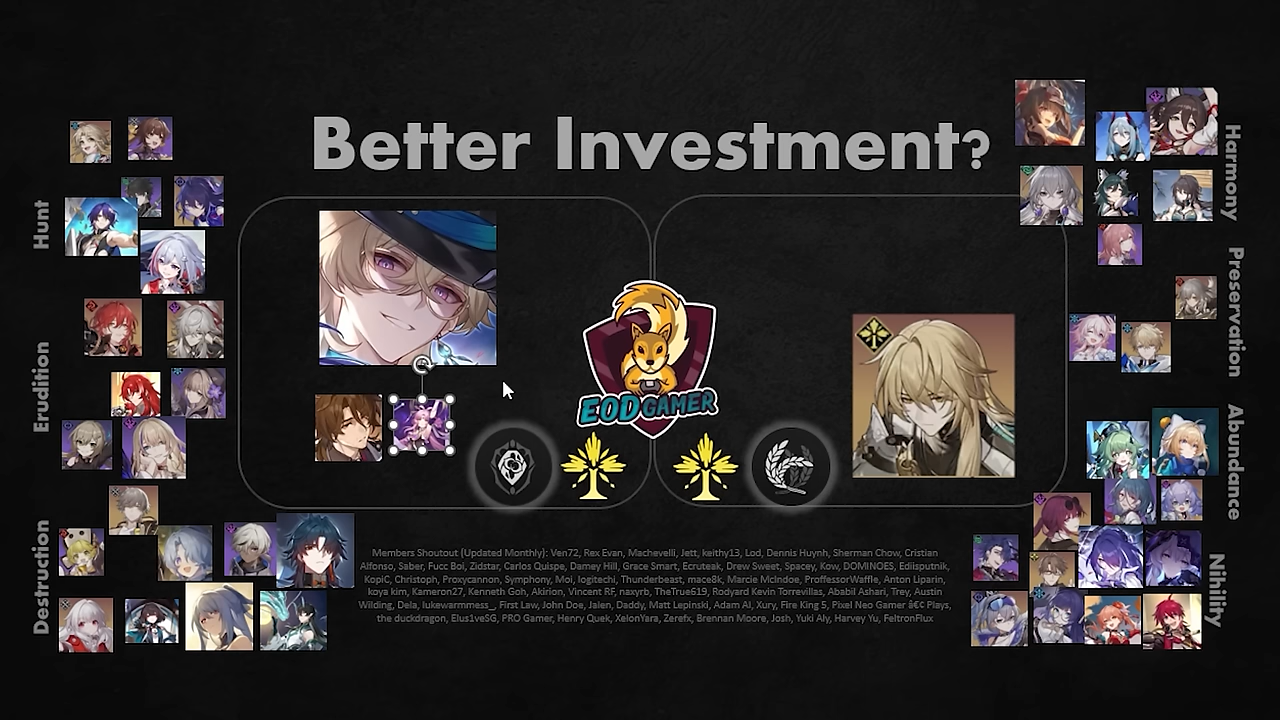 Better Investment?
Hunt
Erudition
Destruction
Harmony
Preservation
Abundance
Nihility
EODGAMER
Members Shoutout (Updated Monthly): Ven72, Rex Evan, Machevelli, Jett, keithy13, Lod, Dennis Huynh, Sherman Chow, Cristian
Alfonso, Saber, Fucc Boi, Zidstar, Carlos Quispe, Damey Hill, Grace Smart, Ecruteak, Drew Sweet, Spacey, Kow, DOMINOES, Ediisputnik,
KopiC, Christoph, Proxycannon, Symphony, Moi, logitechi, Thunderbeast, mace8k, Marcie McIndoe, ProffessorWaffle, Anton Liparin,
koya kim, Kameron27, Kenneth Goh, Akirion, Vincent RF, naxyrb, TheTrue619, Rodyard Kevin Torrevillas, Ababil Ashari, Trey, Austin
Wilding, Dela, lukewarmmess_, First Law, John Doe, Jalen, Daddy, Matt Lepinski, Adam Al, Xury, Fire King 5, Pixel Neo Gamer â€¢ Plays,
the duckdragon, Elus1veSG, PRO Gamer, Henry Quek, XelonYara, Zerefx, Brennan Moore, Josh, Yuki Aly, Harvey Yu, FeltronFlux